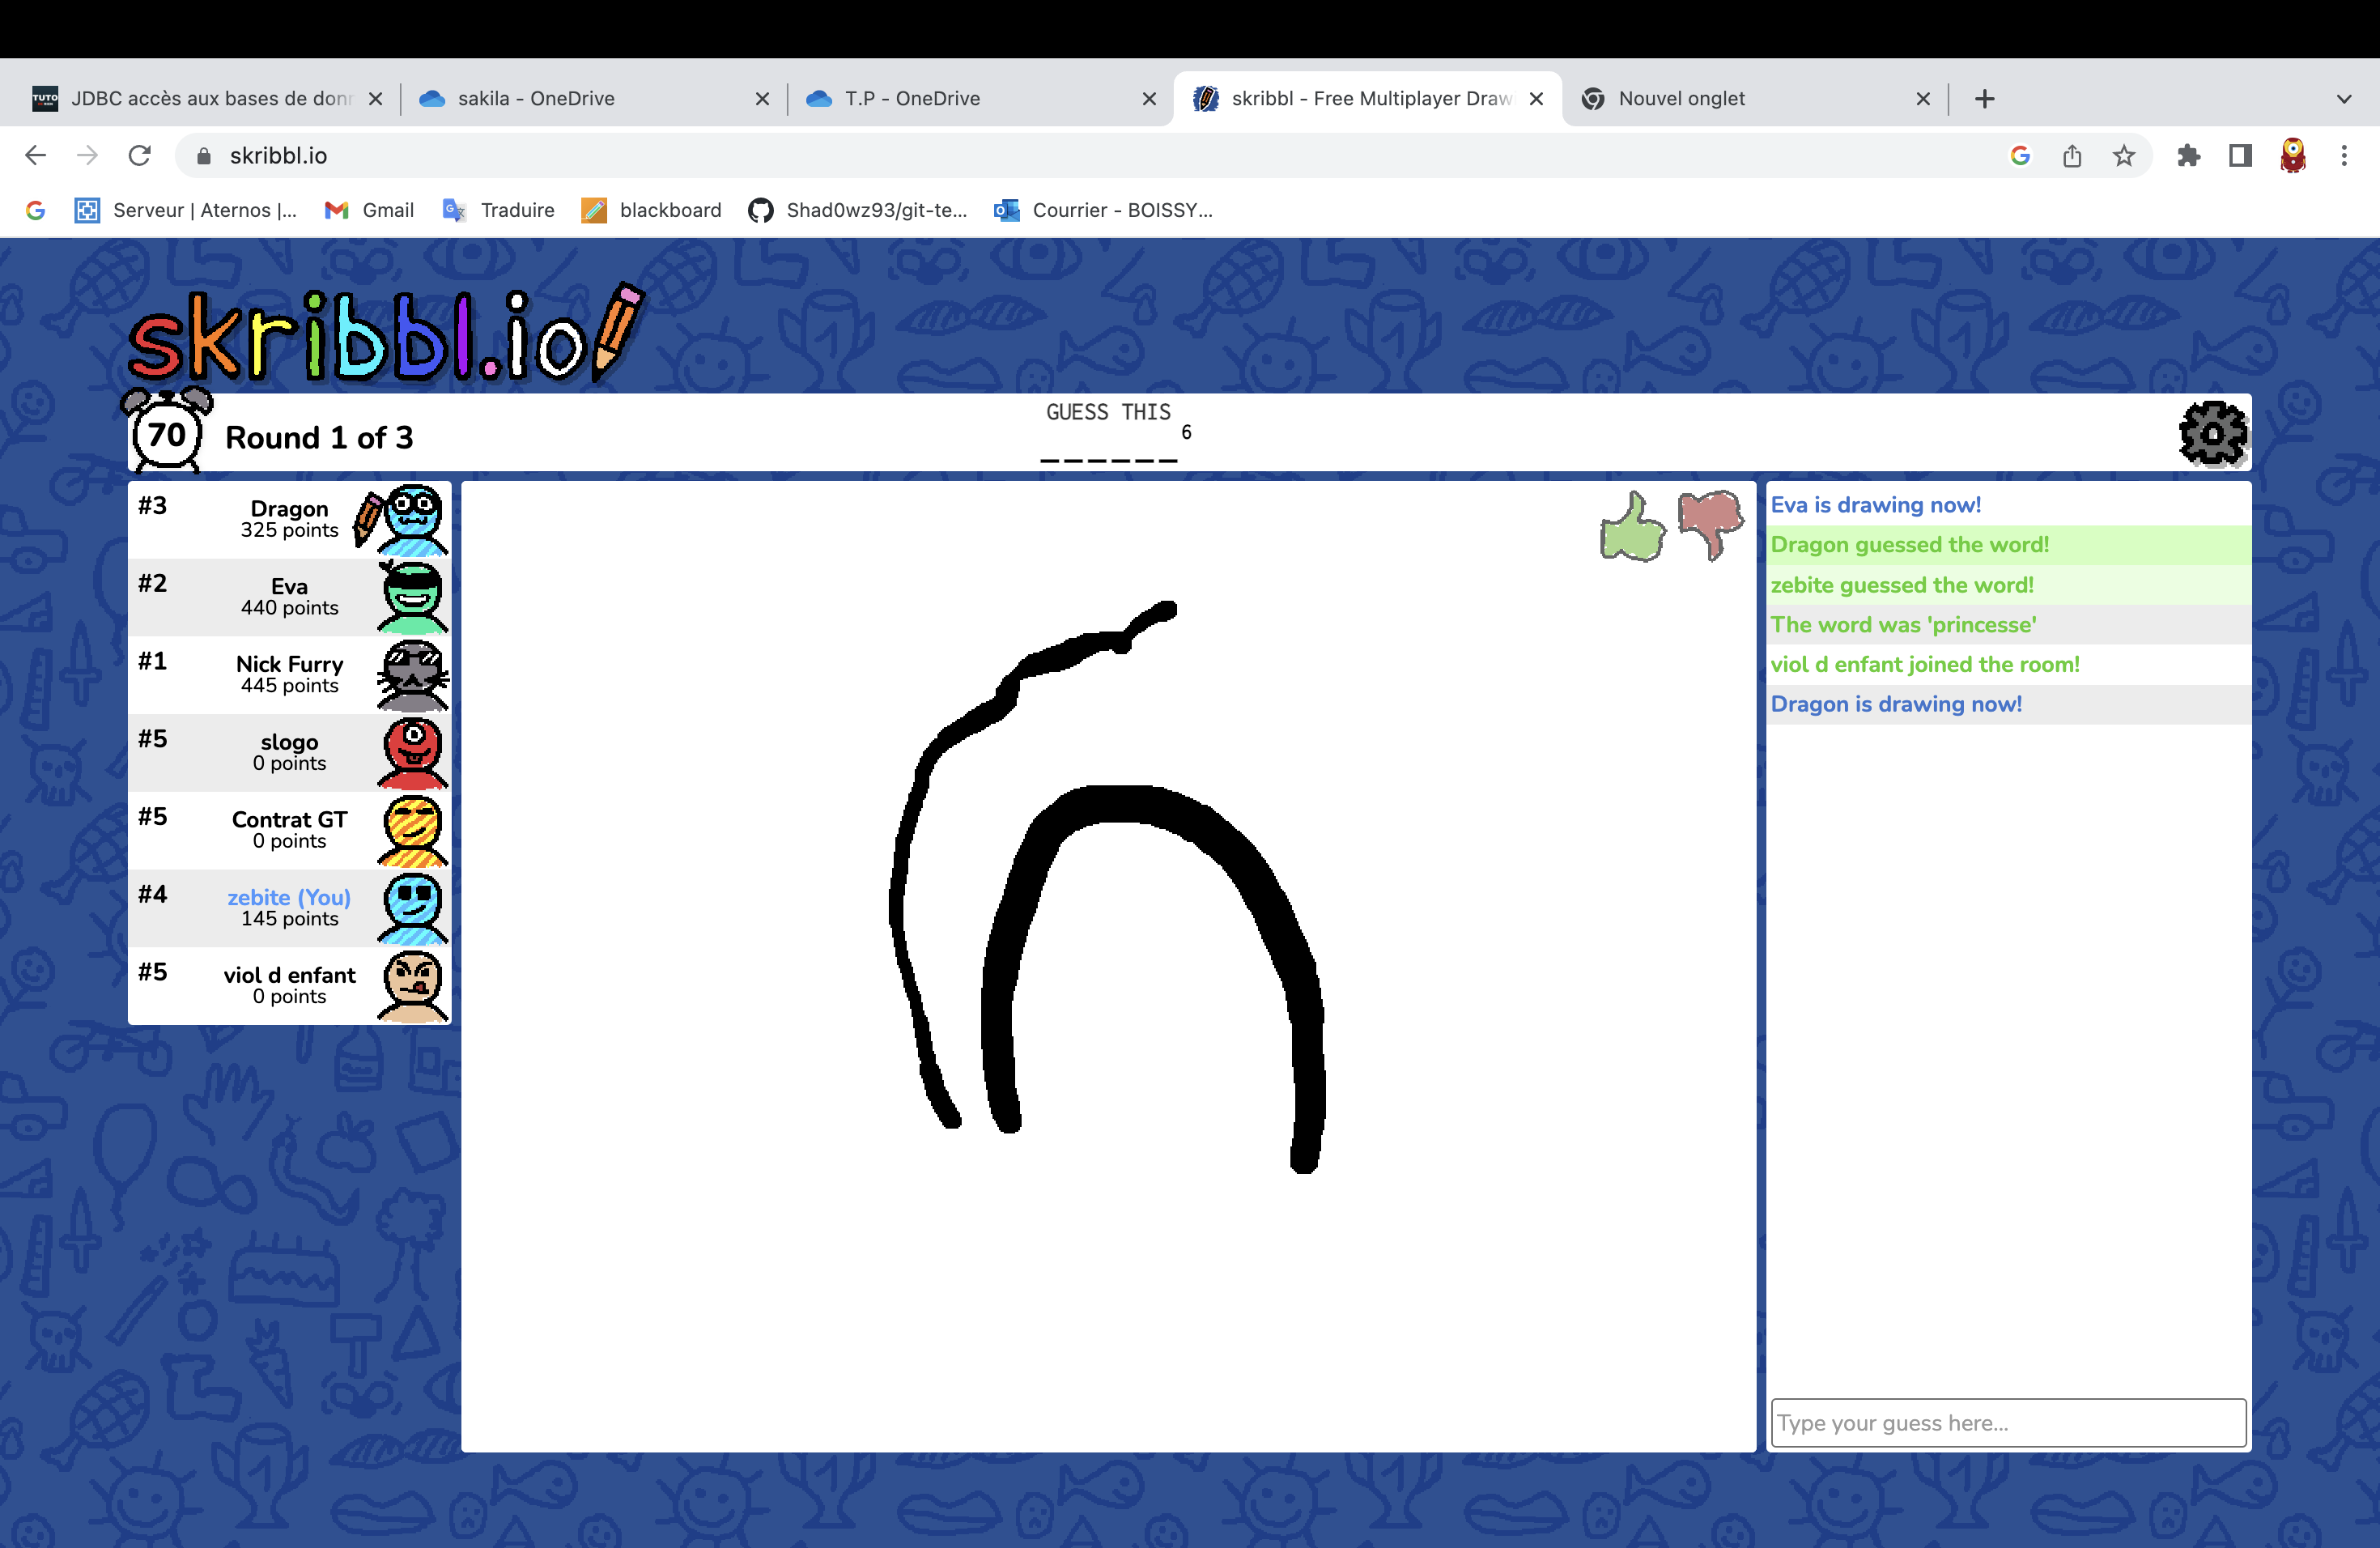 JDBC accès aux bases de donn
sakila - OneDrive
T.P - OneDrive
skribbl - Free Multiplayer Draw
Nouvel onglet
skribbl.io
Serveur | Aternos |...
Gmail
Traduire
blackboard
Shad0wz93/git-te...
Courrier - BOISSY...
skribbl.io
70
Round 1 of 3
GUESS THIS
6
______
#3
Dragon
325 points
#2
Eva
440 points
#1
Nick Furry
445 points
#5
slogo
0 points
#5
Contrat GT
0 points
#4
zebite (You)
145 points
#5
viol d enfant
0 points
Eva is drawing now!
Dragon guessed the word!
zebite guessed the word!
The word was 'princesse'
viol d enfant joined the room!
Dragon is drawing now!
Type your guess here...